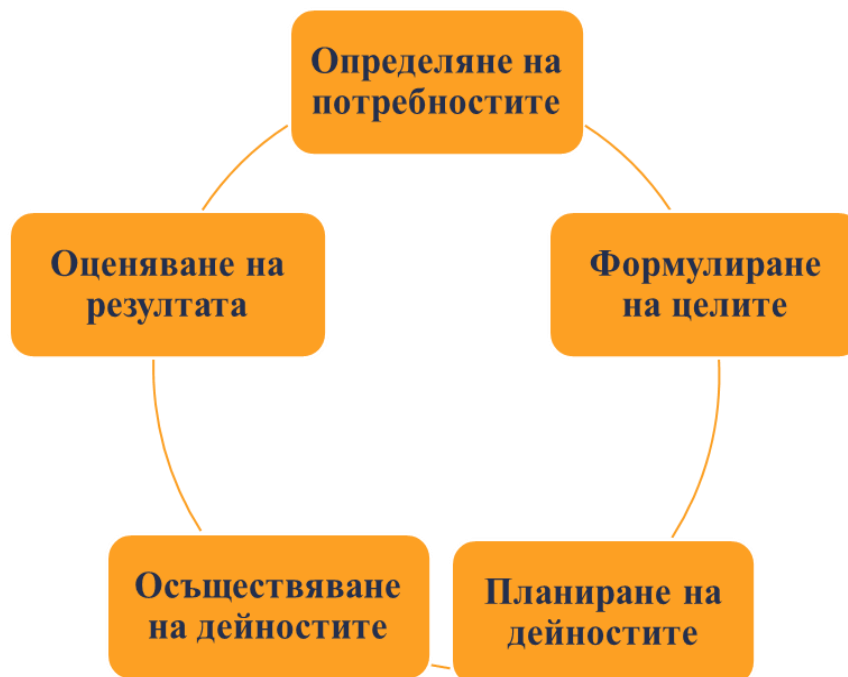 Определяне на
потребностите
Формулиране
на целите
Планиране на
дейностите
Осъществяване
на дейностите
Оценяване на
резултата